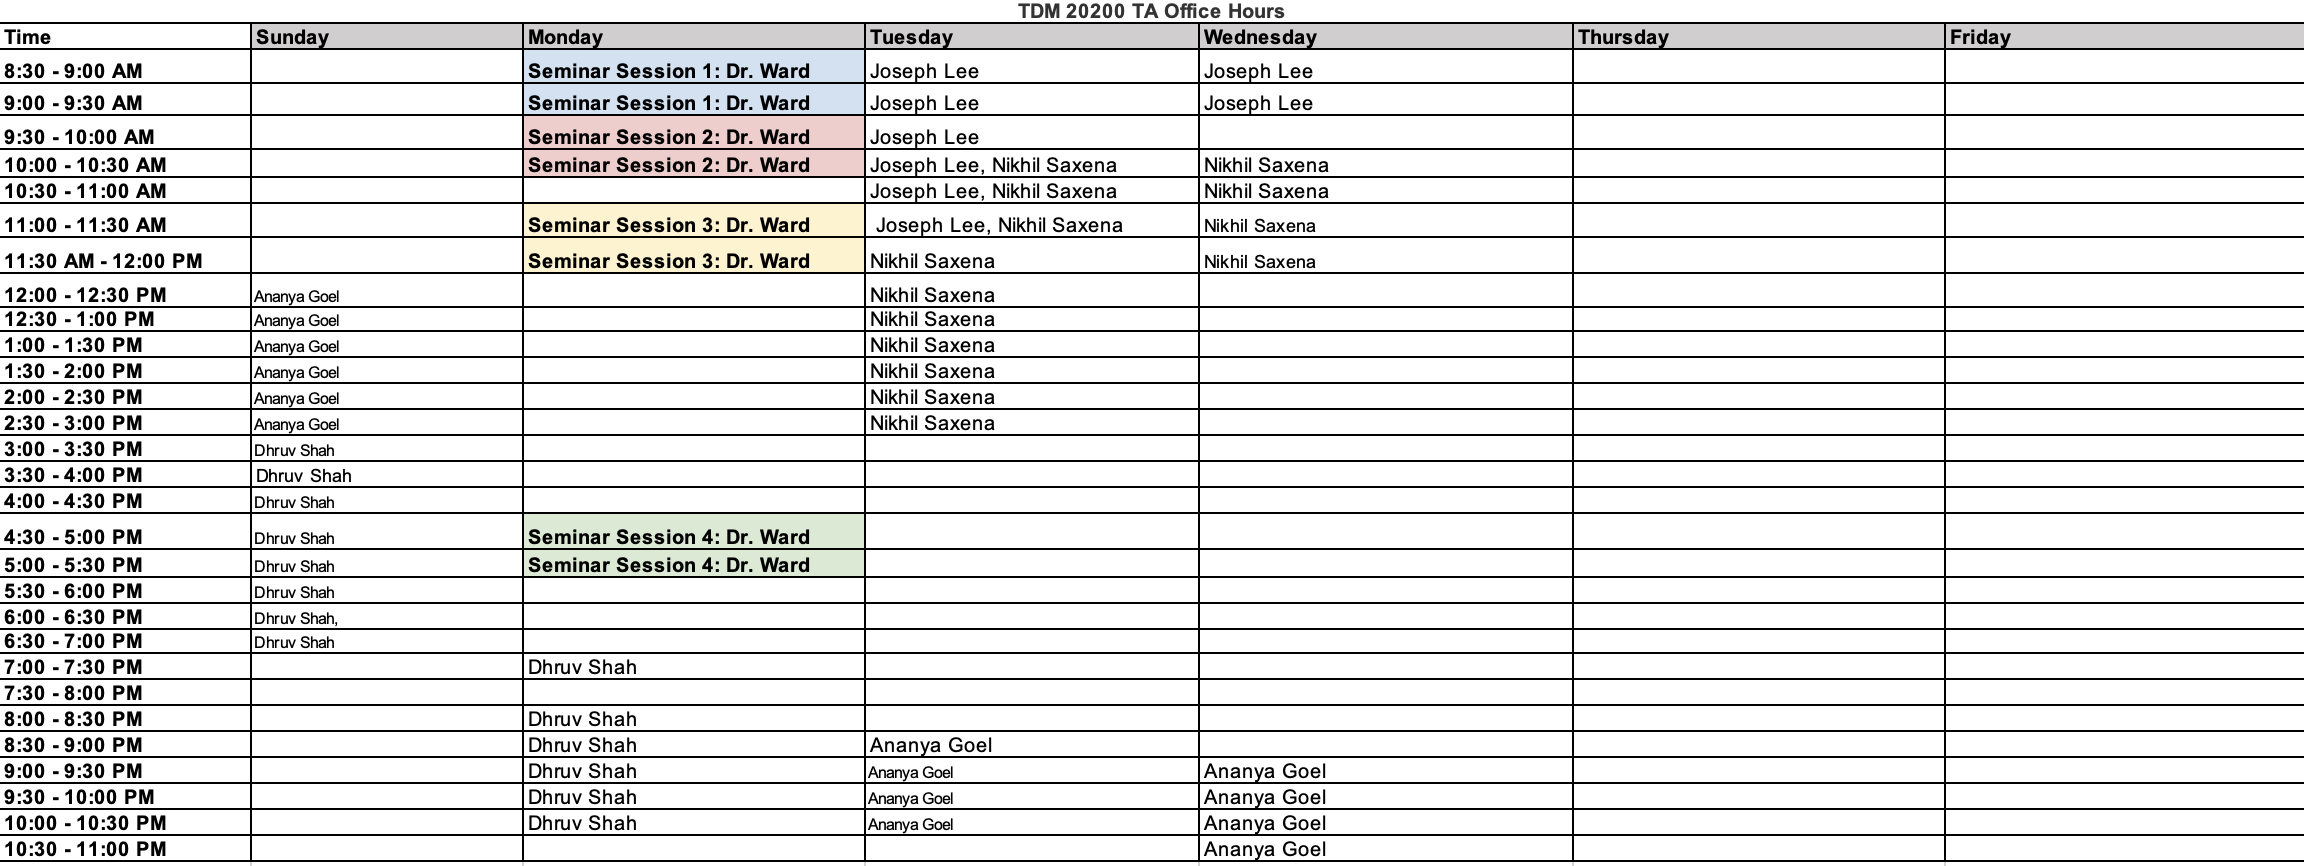 TDM 20200 TA Office Hours
Time Sunday Monday Tuesday Wednesday Thursday Friday
8:30 - 9:00 AM Seminar Session 1: Dr. Ward Joseph Lee Joseph Lee
9:00 - 9:30 AM Seminar Session 1: Dr. Ward Joseph Lee Joseph Lee
9:30 - 10:00 AM Seminar Session 2: Dr. Ward Joseph Lee
10:00 - 10:30 AM Seminar Session 2: Dr. Ward Joseph Lee, Nikhil Saxena Nikhil Saxena
10:30 - 11:00 AM Joseph Lee, Nikhil Saxena Nikhil Saxena
11:00 - 11:30 AM Seminar Session 3: Dr. Ward Joseph Lee, Nikhil Saxena Nikhil Saxena
11:30 AM - 12:00 PM Seminar Session 3: Dr. Ward Nikhil Saxena Nikhil Saxena
12:00 - 12:30 PM Ananya Goel Nikhil Saxena
12:30 - 1:00 PM Ananya Goel Nikhil Saxena
1:00 - 1:30 PM Ananya Goel Nikhil Saxena
1:30 - 2:00 PM Ananya Goel Nikhil Saxena
2:00 - 2:30 PM Ananya Goel Nikhil Saxena
2:30 - 3:00 PM Ananya Goel Nikhil Saxena
3:00 - 3:30 PM Dhruv Shah
3:30 - 4:00 PM Dhruv Shah
4:00 - 4:30 PM Dhruv Shah
4:30 - 5:00 PM Dhruv Shah Seminar Session 4: Dr. Ward
5:00 - 5:30 PM Dhruv Shah Seminar Session 4: Dr. Ward
5:30 - 6:00 PM Dhruv Shah
6:00 - 6:30 PM Dhruv Shah,
6:30 - 7:00 PM Dhruv Shah
7:00 - 7:30 PM Dhruv Shah
7:30 - 8:00 PM
8:00 - 8:30 PM Dhruv Shah
8:30 - 9:00 PM Dhruv Shah Ananya Goel
9:00 - 9:30 PM Dhruv Shah Ananya Goel Ananya Goel
9:30 - 10:00 PM Dhruv Shah Ananya Goel Ananya Goel
10:00 - 10:30 PM Dhruv Shah Ananya Goel Ananya Goel
10:30 - 11:00 PM Ananya Goel